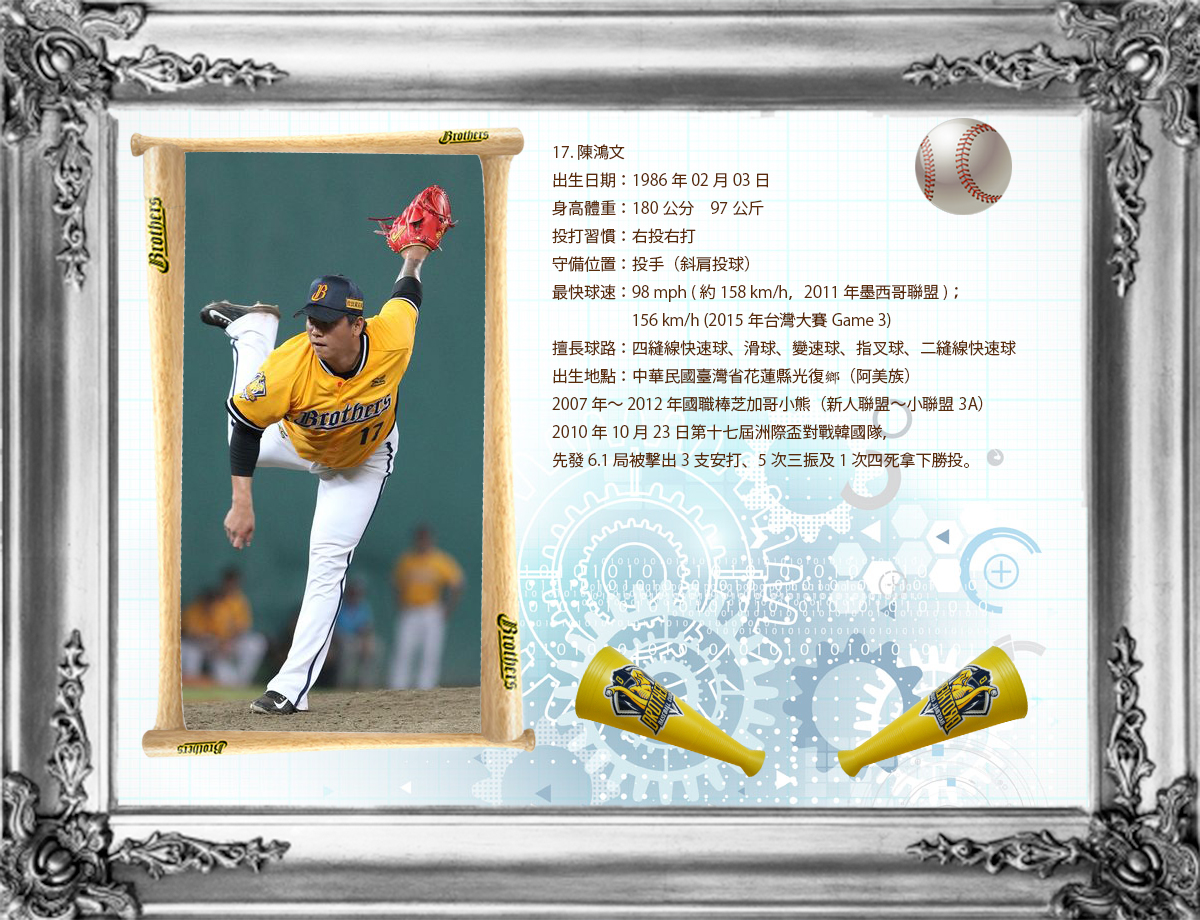 Brothers
Brothers
B
Brothers
17
Brothers
Brothers
17. 陳鴻文
出生日期：1986 年 02 月 03 日
身高體重：180 公分　97 公斤
投打習慣：右投右打
守備位置：投手（斜肩投球）
最快球速：98 mph ( 約 158 km/h，2011 年墨西哥聯盟 )；
156 km/h (2015 年台灣大賽 Game 3)
擅長球路：四縫線快速球、滑球、變速球、指叉球、二縫線快速球
出生地點：中華民國臺灣省花蓮縣光復鄉（阿美族）
2007 年～ 2012 年國職棒芝加哥小熊（新人聯盟～小聯盟 3A）
2010 年 10 月 23 日第十七屆洲際盃對戰韓國隊，
先發 6.1 局被擊出 3 支安打、5 次三振及 1 次四死拿下勝投。